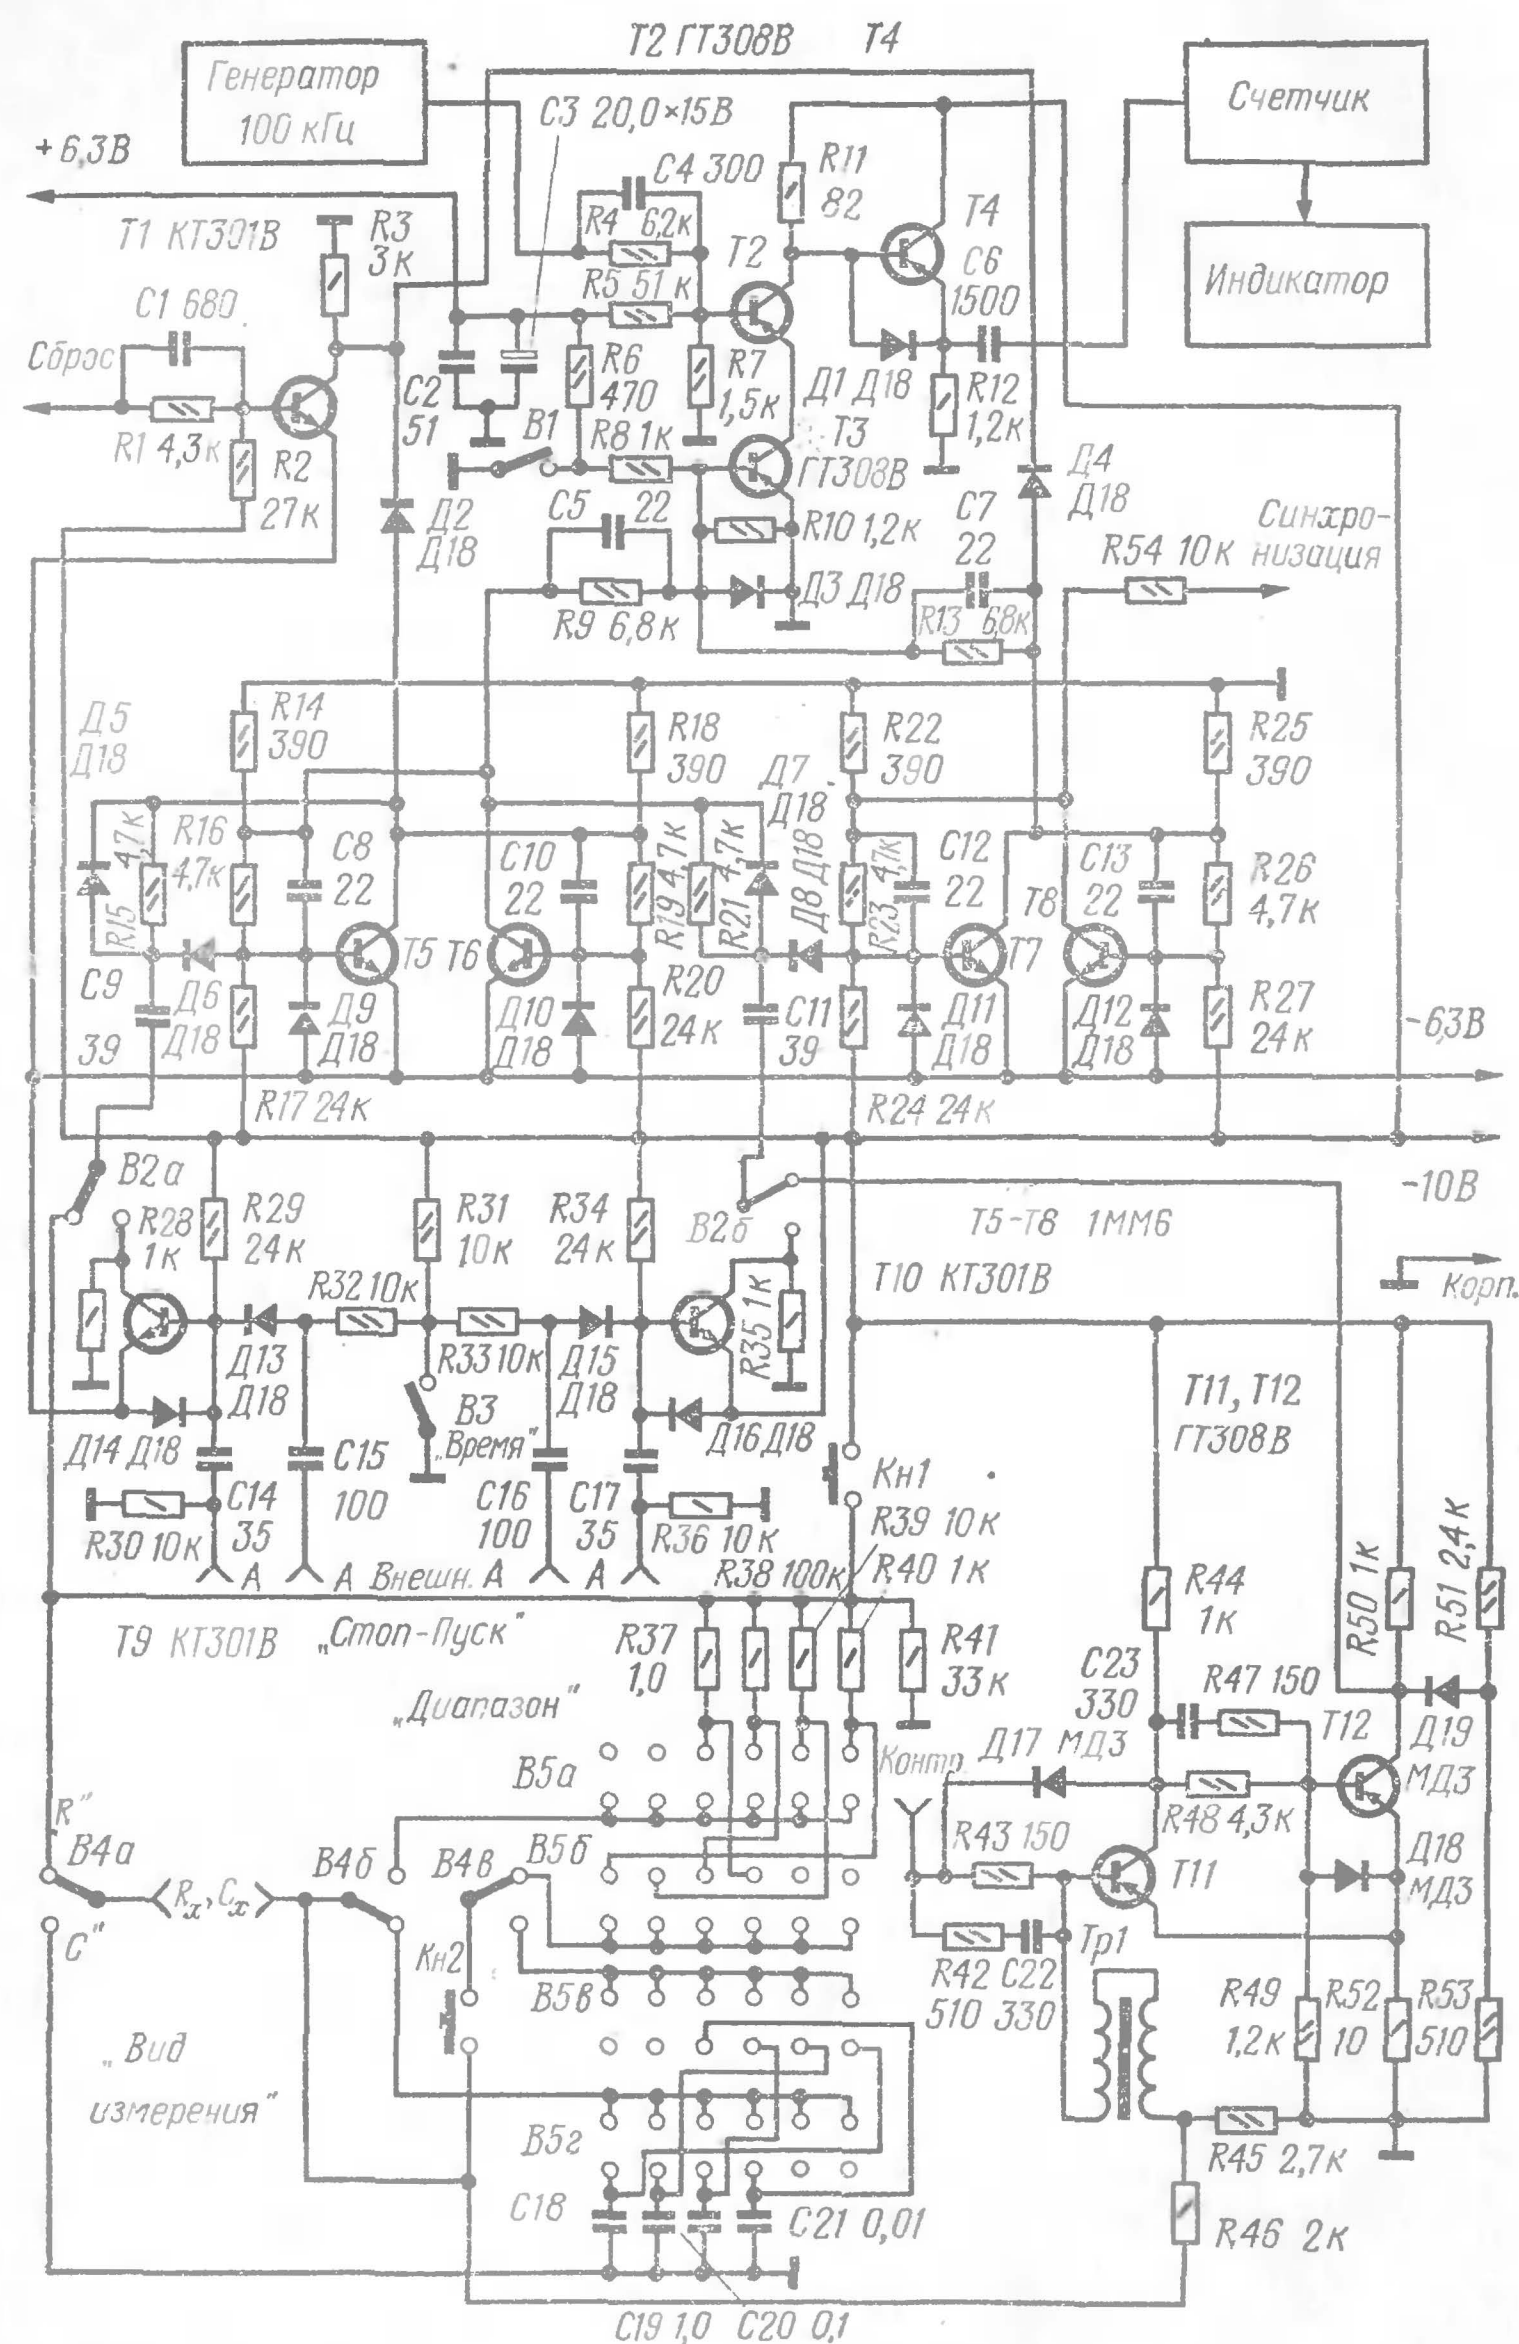 Т2 ГТ308В
Т4
Генератор
100 кГц
С3 20,0×15В
Счетчик
+6,3В
С4 300
R11
82
Т1 КТ301В
R3
3к
R4
6,2к
Т2
Т4
С6
1500
Индикатор
R5 51 к
С1 680
Сброс
R6
470
R7
1,5к
Д1 Д18
R12
1,2к
С2
51
В1
R8 1к
Т3
ГТ308В
R1 4,3к
R2
27к
Д4
Д18
С5
22
R10 1,2к
С7
22
Синхро-
низация
R54 10к
Д2
Д18
R9 6,8к
Д3 Д18
R13
6,8к
Д5
Д18
R14
390
R18
390
R22
390
R25
390
Д7
Д18
R15
4,7к
R16
4,7к
С8
22
С10
22
R19 4,7к
R21 4,7к
Д8 Д18
R23 4,7к
С12
22
С13
22
R26
4,7к
Т5
Т6
Т7
Т8
С9
39
Д6
Д18
Д9
Д18
Д10
Д18
R20
24к
С11
39
Д11
Д18
Д12
Д18
R27
24к
-6,3В
R17 24к
R24 24к
В2а
-10В
R28
1к
R29
24к
R31
10к
R34
24к
В2б
Т5-Т8 1ММ6
R32 10к
R35 1к
Т10 КТ301В
Корп.
Д13
Д18
R33 10к
Д15
Д18
Т11, Т12
ГТ308В
В3
„Время"
Д14 Д18
Д16 Д18
Кн1
С14
35
С15
100
С16
100
С17
35
R30 10к
R36 10к
R39 10к
А
А
Внешн.
А
А
R38 100к
R40 1к
R44
1к
R50 1к
R51 2,4к
Т9 КТ301В
„Стоп-Пуск"
R37
1,0
R41
33к
С23
330
R47 150
„Диапазон"
Т12
Д19
МД3
В5а
Контр.
Д17 МД3
„R"
R48 4,3к
В4а
В4б
В4в
В5б
R43 150
Т11
Д18
МД3
Rx, Cx
„С"
Кн2
Тр1
В5в
R42
510
С22
330
R49
1,2к
R52
10
R53
510
„Вид
измерения"
В5г
R45 2,7к
С18
С21 0,01
R46 2к
С19 1,0
С20 0,1